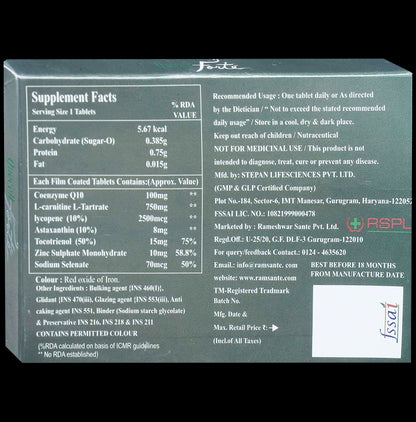 Forte
Supplement Facts
Serving Size 1 Tablets
% RDA
VALUE
Energy 5.67 kcal
Carbohydrate (Sugar-O) 0.385g
Protein 0.75g
Fat 0.015g
Each Film Coated Tablets Contains:(Approx. Value)
Coenzyme Q10 100mg **
L-carnitine L-Tartrate 750mg **
lycopene (10%) 2500mcg **
Astaxanthin (10%) 8mg **
Tocotrienol (50%) 15mg 75%
Zinc Sulphate Monohydrate 10mg 58.8%
Sodium Selenate 70mcg 50%
Colour : Red oxide of Iron.
Other Ingredients : Bulking agent {INS 460(I)},
Glidant {INS 470(iii), Glazing agent (INS 553(iii), Anti
caking agent INS 551, Binder (Sodium starch glycolate)
& Preservative INS 216, INS 218 & INS 211
CONTAINS PERMITTED COLOUR
(%RDA calculated on basis of ICMR guidelines
** No RDA established)
Recommended Usage : One tablet daily or As directed
by the Dietician / " Not to exceed the stated recommended
daily usage" / Store in a cool, dry & dark place.
Keep out reach of children / Nutraceutical
NOT FOR MEDICINAL USE / This product is not
intended to diagnose, treat, cure or prevent any disease.
Mfg. by : STEPAN LIFESCIENCES PVT. LTD.
(GMP & GLP Certified Company)
Plot No.-184, Sector-6, IMT Manesar, Gurugram, Haryana-12205
FSSAI LIC. NO.: 10821999000478
Marketed by : Rameshwar Sante Pvt. Ltd.
RSPL
Regd.Off.: U-25/20, G.F. DLF-3 Gurugram-122010
For query/feedback Contact.: 0124 - 4635620
Email.: info@ramsante.com
website: www.ramsante.com
BEST BEFORE 18 MONTHS
FROM MANUFACTURE DATE
TM-Registered Tradmark
Batch No.
Mfg. Date &
Max. Retail Price ₹:
(Incl.of All Taxes)
fssai